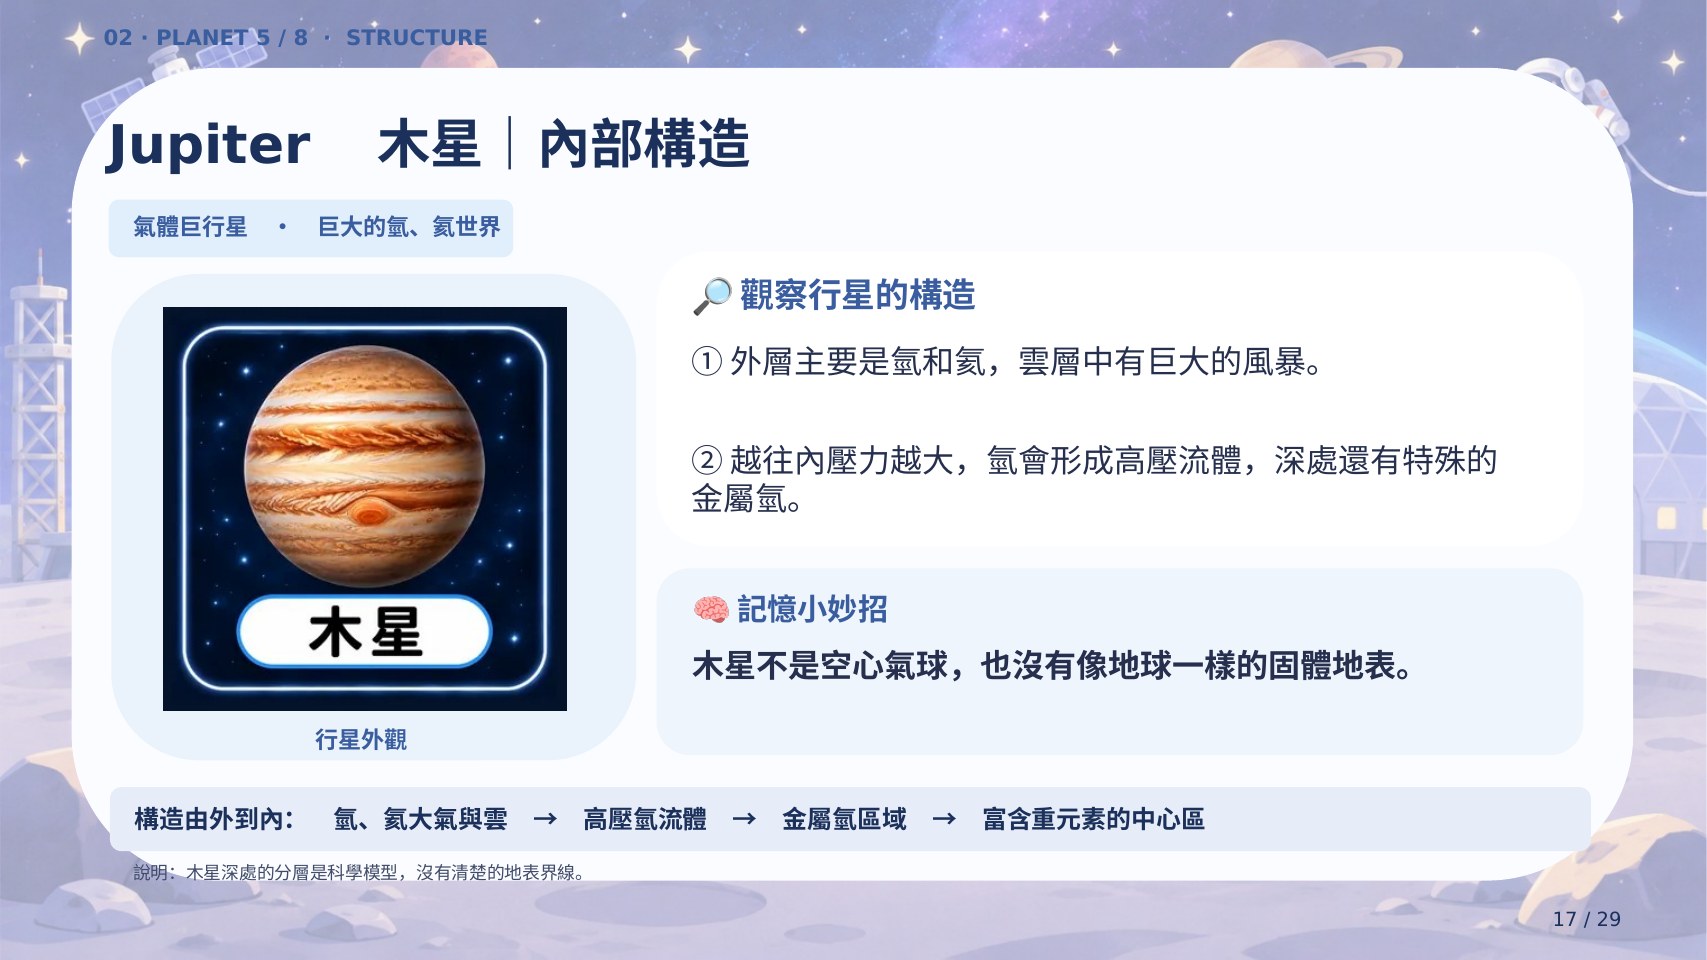 02 · PLANET 5 / 8 · STRUCTURE
Jupiter 木星｜內部構造
氣體巨行星 · 巨大的氫、氦世界
木星
行星外觀
🔎 觀察行星的構造
① 外層主要是氫和氦，雲層中有巨大的風暴。
② 越往內壓力越大，氫會形成高壓流體，深處還有特殊的
金屬氫。
🧠 記憶小妙招
木星不是空心氣球，也沒有像地球一樣的固體地表。
構造由外到內： 氫、氦大氣與雲 → 高壓氫流體 → 金屬氫區域 → 富含重元素的中心區
說明：木星深處的分層是科學模型，沒有清楚的地表界線。
17 / 29